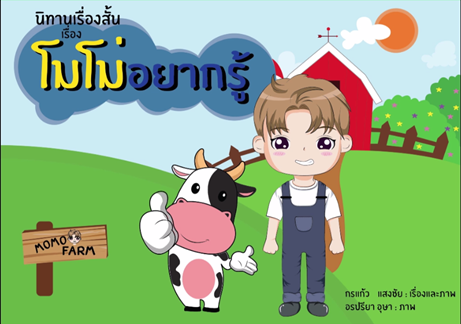 นิทานเรื่องสั้น
เรื่อง
โมโม่อยากรู้
MOMO
FARM
กรแก้ว แสงชัย : เรื่องและภาพ
อรปรียา อุษา : ภาพ